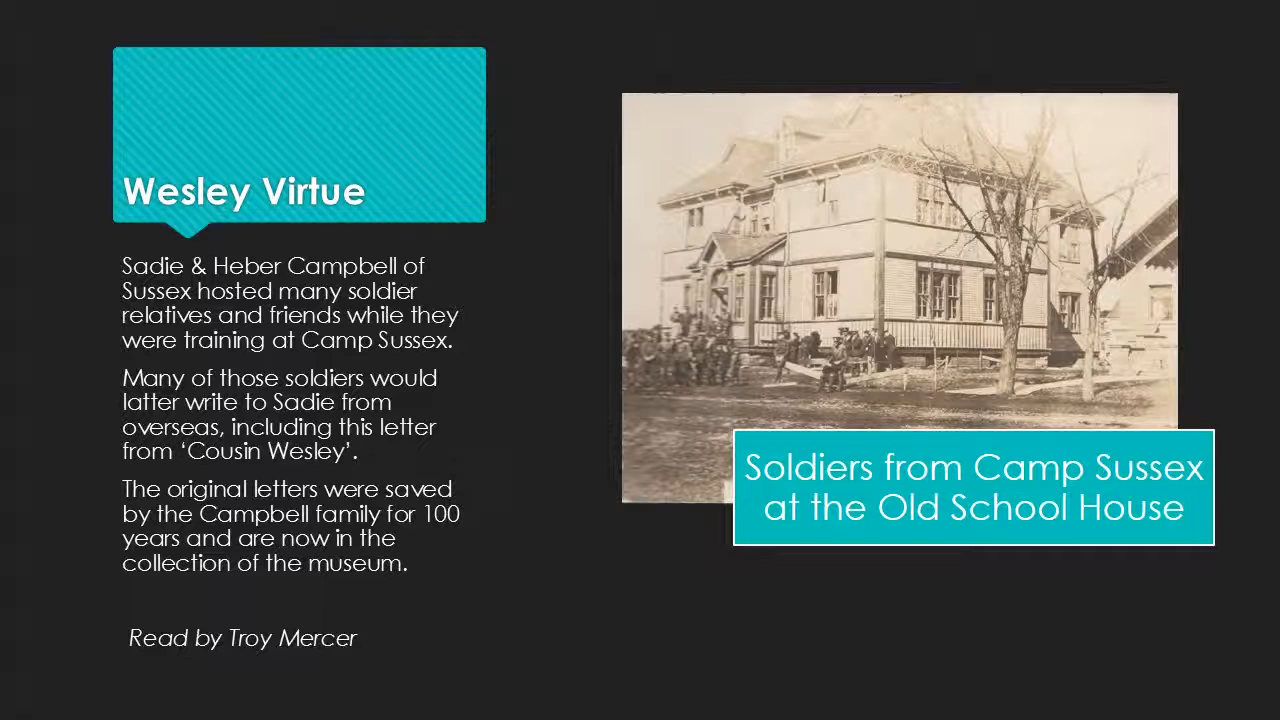 Wesley Virtue
Sadie & Heber Campbell of
Sussex hosted many soldier
relatives and friends while they
were training at Camp Sussex.
Many of those soldiers would
latter write to Sadie from
overseas, including this letter
from ‘Cousin Wesley’.
The original letters were saved
by the Campbell family for 100
years and are now in the
collection of the museum.
Read by Troy Mercer
Soldiers from Camp Sussex
at the Old School House